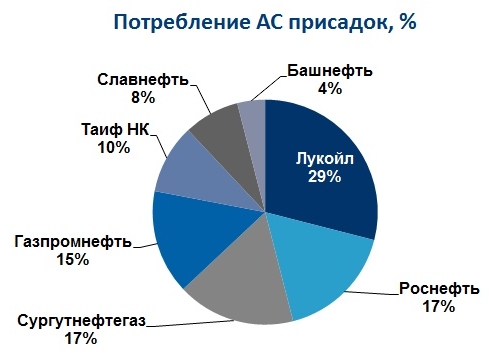 Потребление АС присадок, %
Башнефть
4%
Славнефть
8%
Таиф НК
10%
Лукойл
29%
Газпромнефть
15%
Роснефть
17%
Сургутнефтегаз
17%